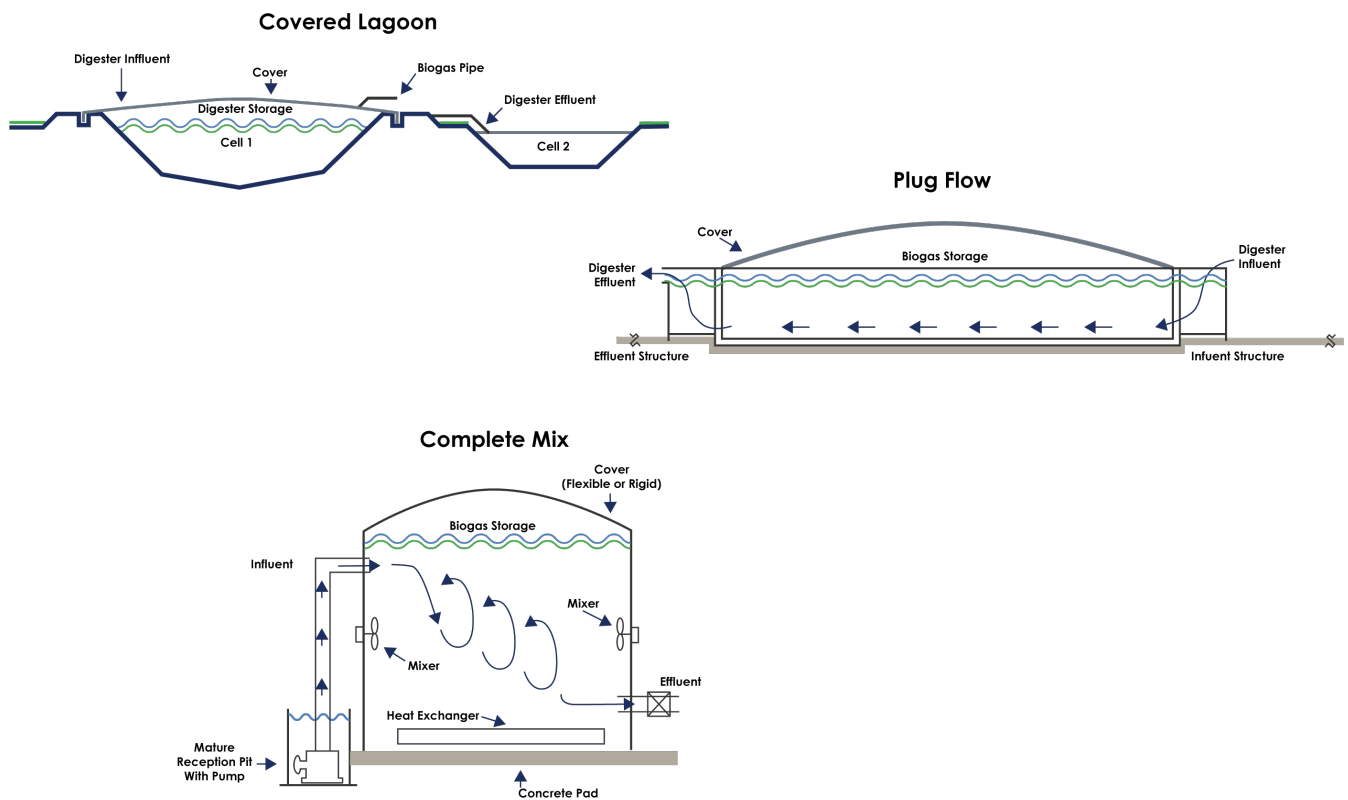 Covered Lagoon
Digester Inffluent
Cover
Biogas Pipe
Digester Storage
Digester Effluent
Cell 1
Cell 2
Plug Flow
Cover
Biogas Storage
Digester
Influent
Digester
Effluent
Effluent Structure
Infuent Structure
Complete Mix
Cover
(Flexible or Rigid)
Biogas Storage
Influent
Mixer
Mixer
Effluent
Heat Exchanger
Mature
Reception Pit
With Pump
Concrete Pad